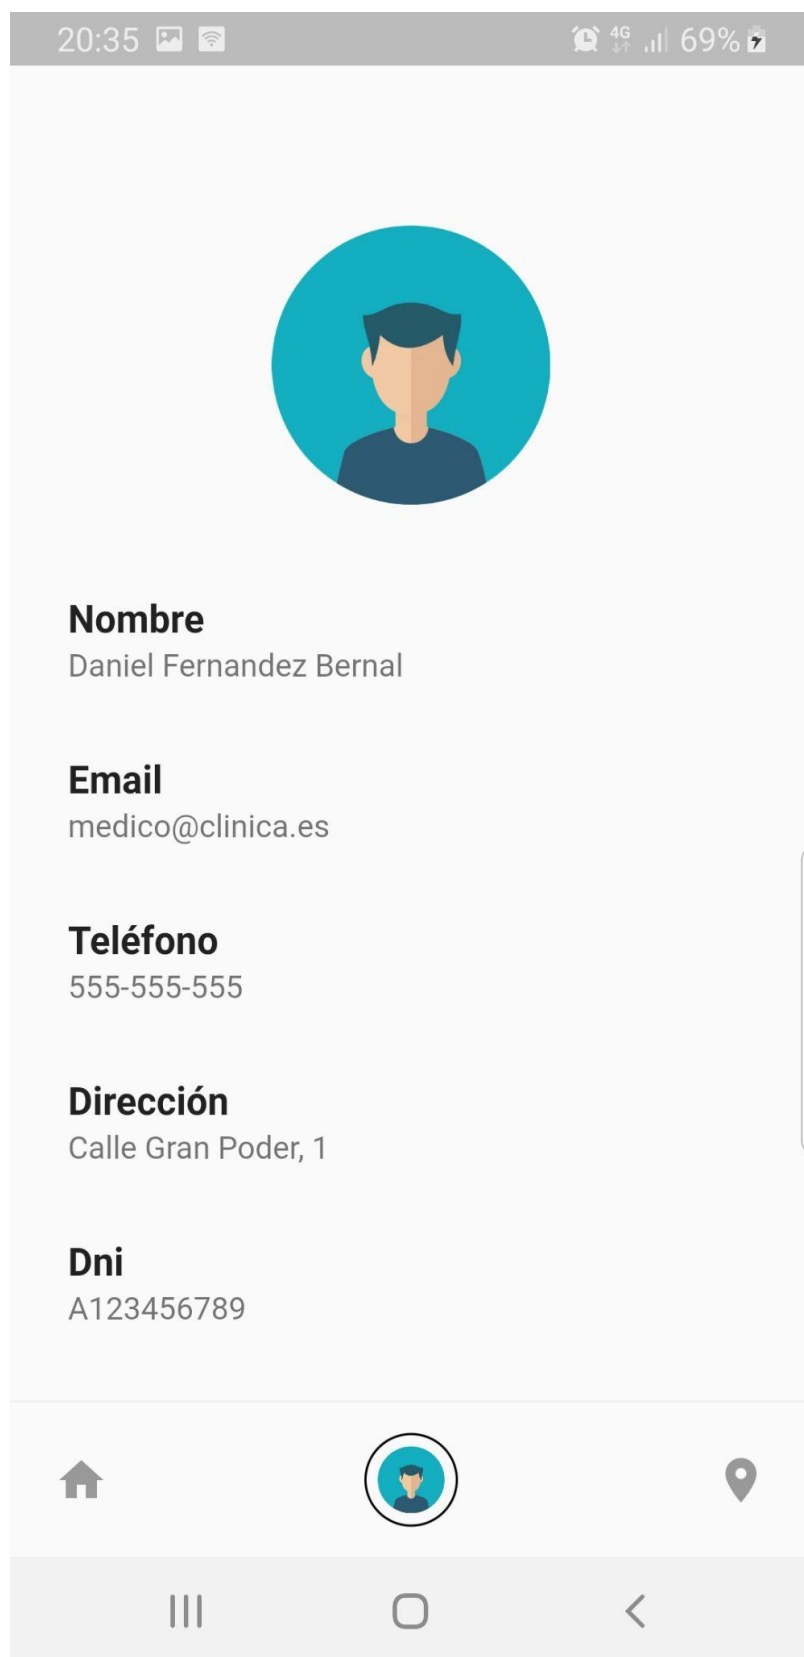 20:35 4G 69%
Nombre
Daniel Fernandez Bernal
Email
medico@clinica.es
Teléfono
555-555-555
Dirección
Calle Gran Poder, 1
Dni
A123456789